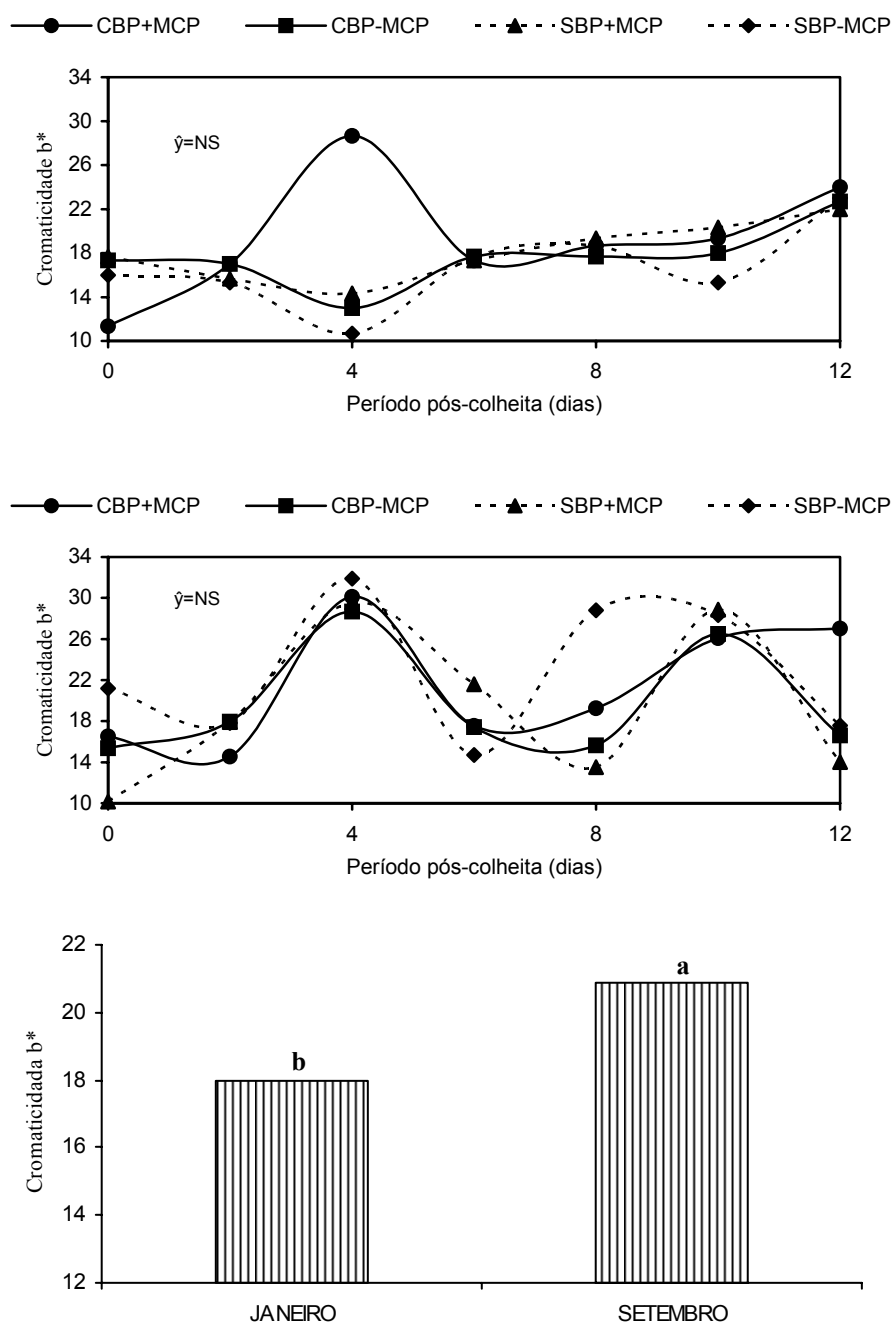 CBP+MCP CBP-MCP SBP+MCP SBP-MCP
34
30
26
22
18
14
10
Cromaticidade b*
ŷ=NS
0 4 8 12
Período pós-colheita (dias)
CBP+MCP CBP-MCP SBP+MCP SBP-MCP
34
30
26
22
18
14
10
Cromaticidade b*
ŷ=NS
0 4 8 12
Período pós-colheita (dias)
22
20
18
16
14
12
Cromaticidada b*
b
a
JANEIRO SETEMBRO